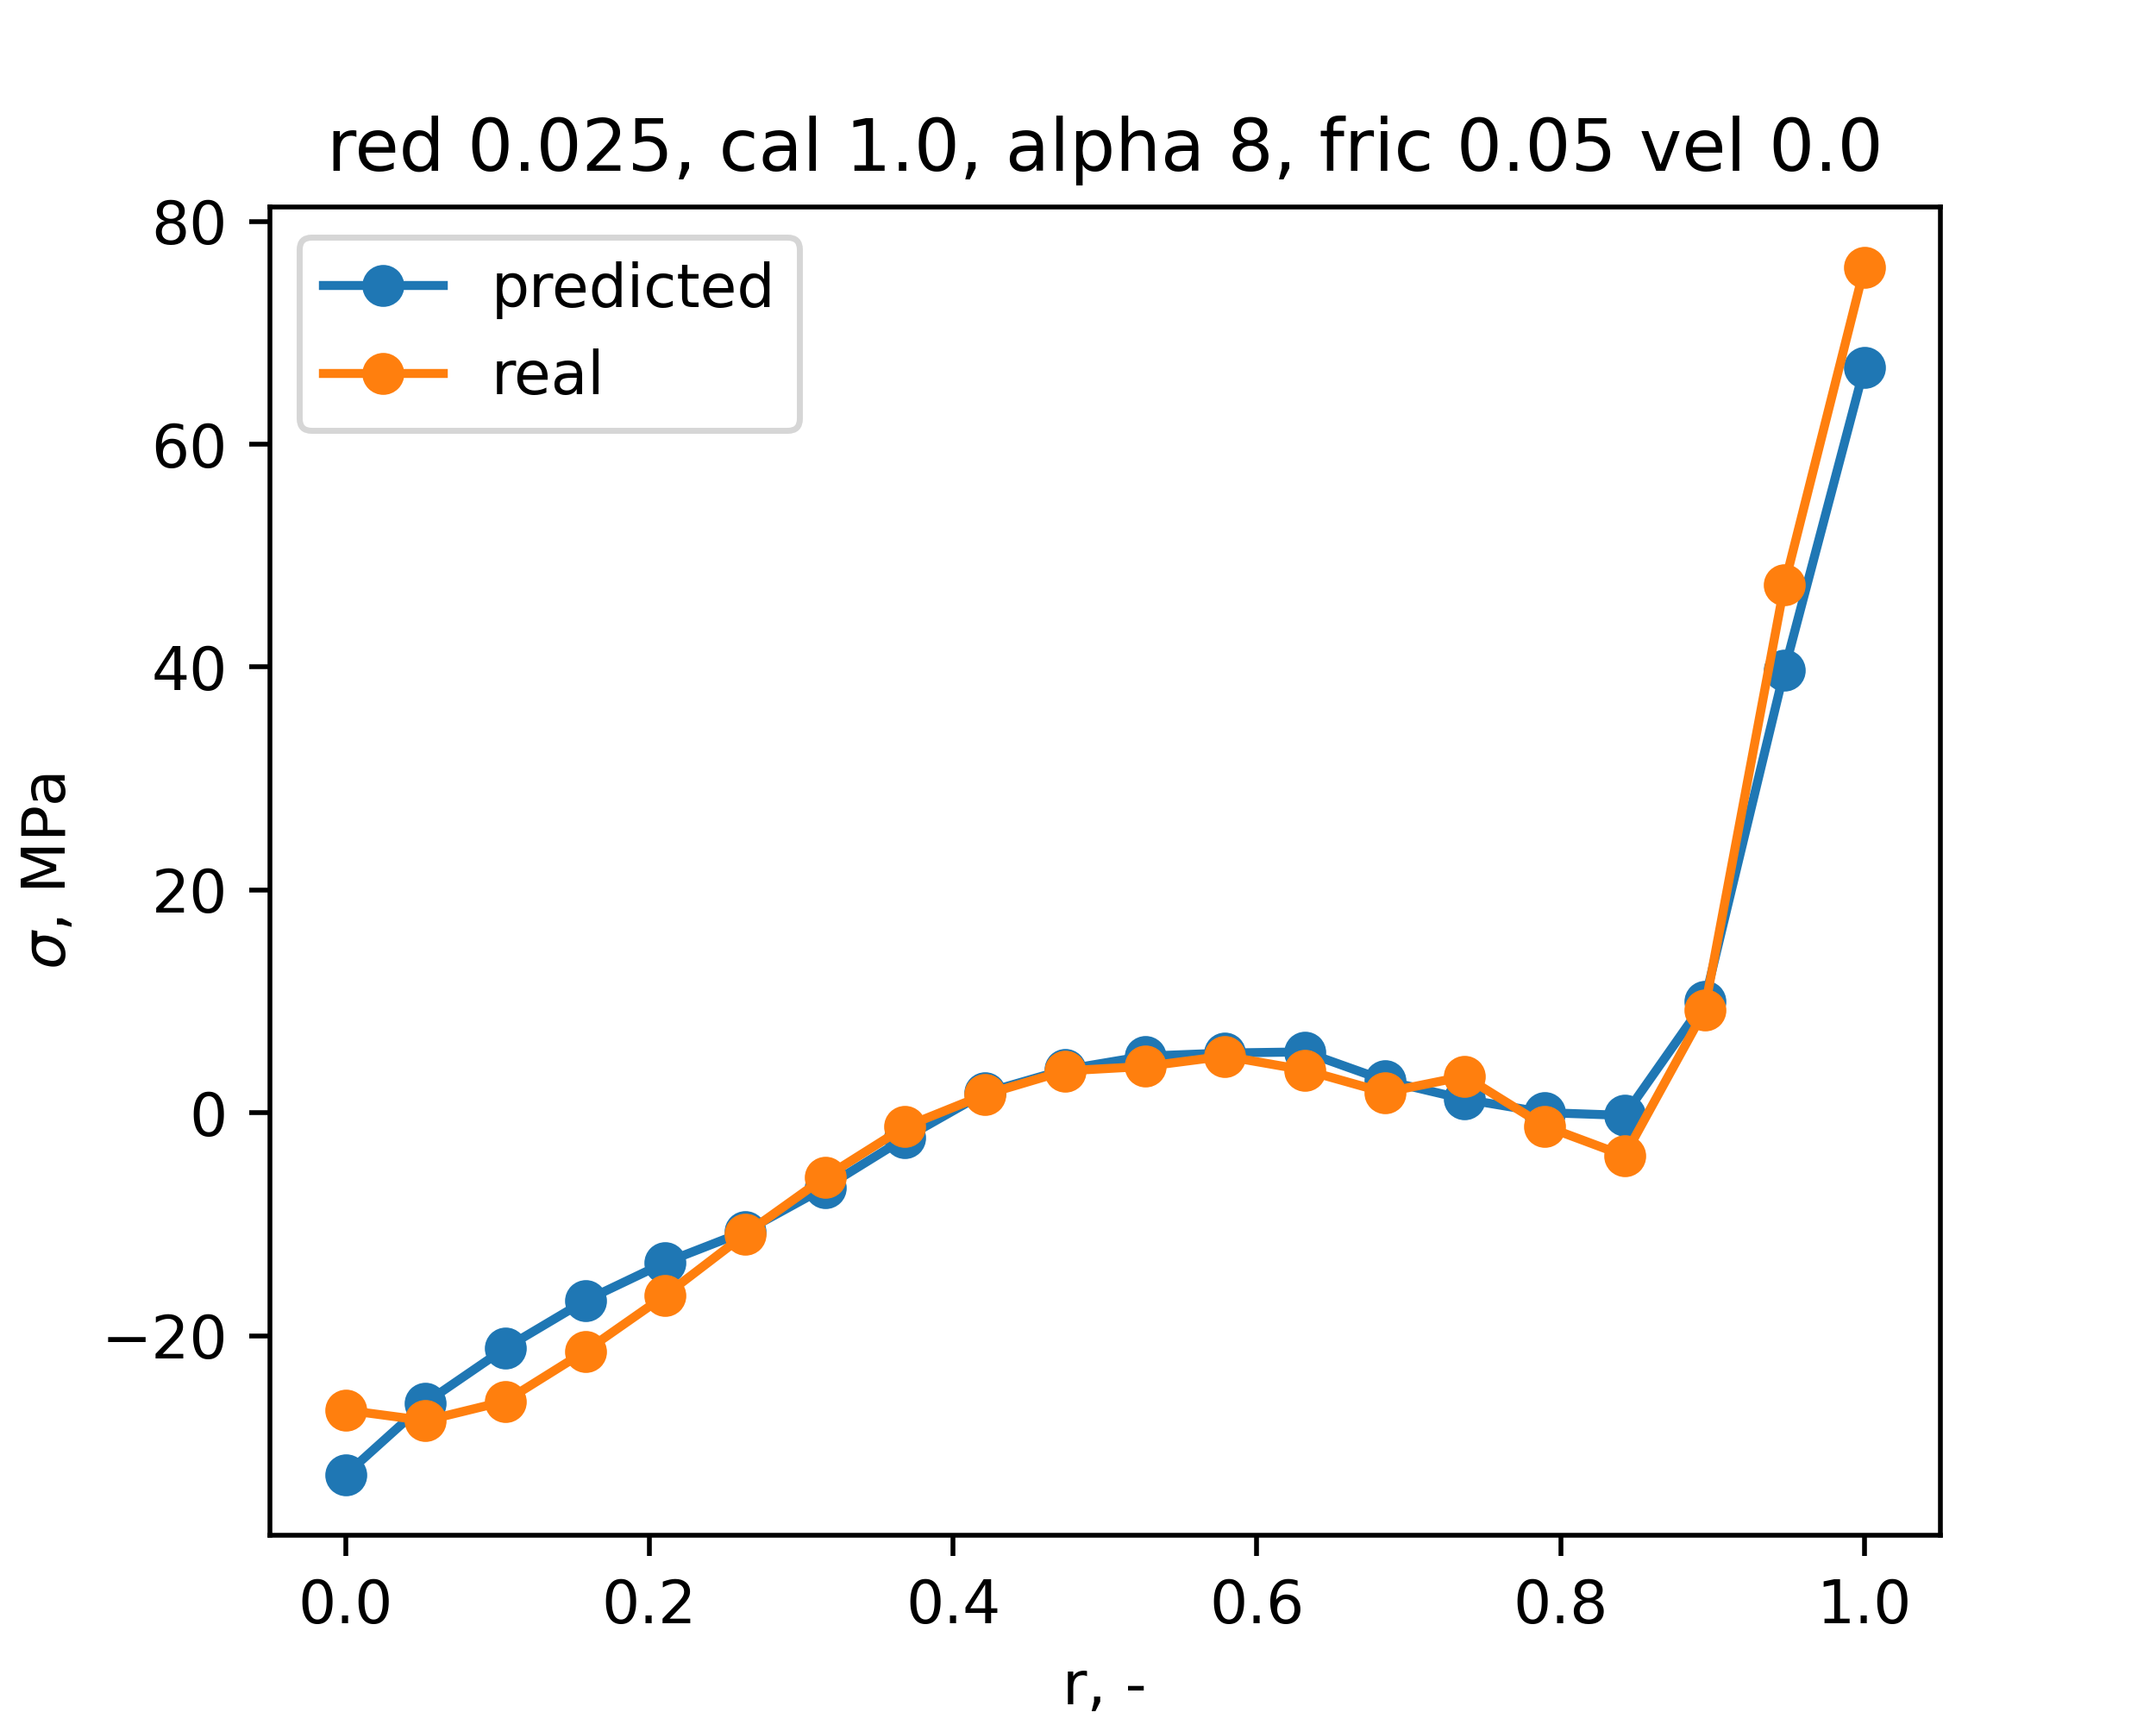 red 0.025, cal 1.0, alpha 8, fric 0.05 vel 0.0
80
60
40
20
0
−20
predicted
real
σ, MPa
0.0 0.2 0.4 0.6 0.8 1.0
r, -